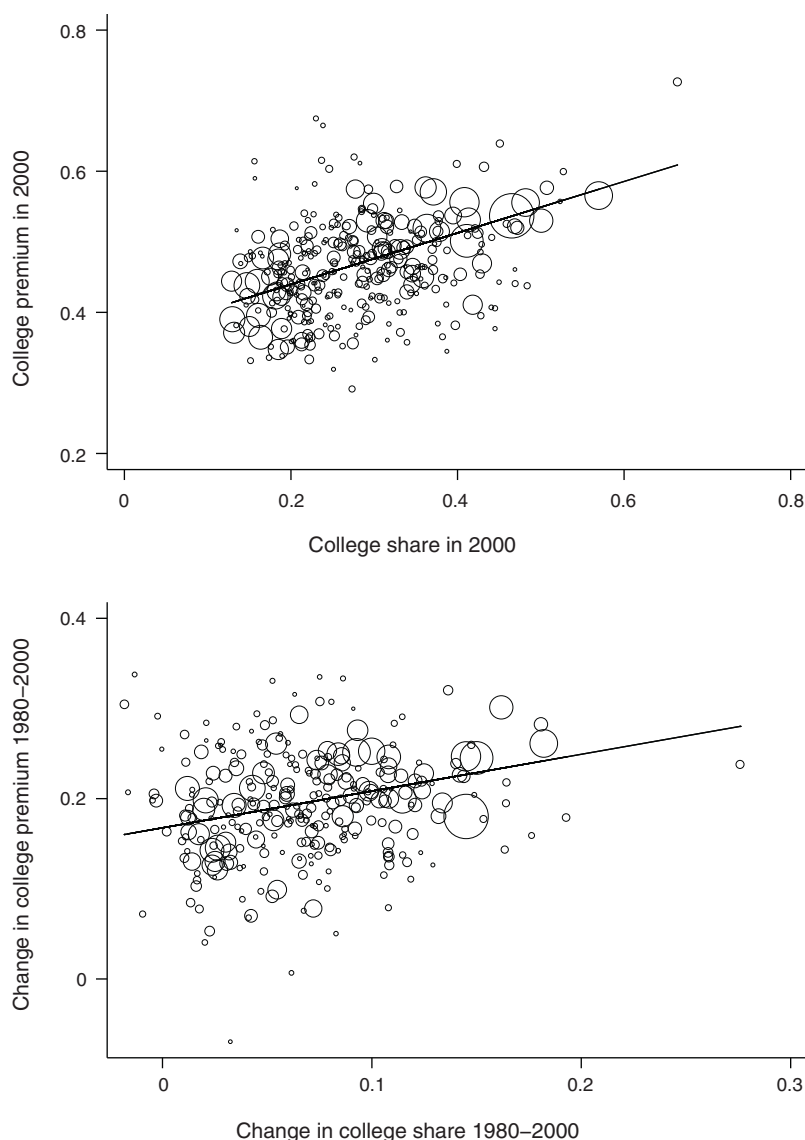 0.8
0.6
0.4
0.2
College premium in 2000
0 0.2 0.4 0.6 0.8
College share in 2000
0.4
0.2
0
Change in college premium 1980–2000
0 0.1 0.2 0.3
Change in college share 1980–2000